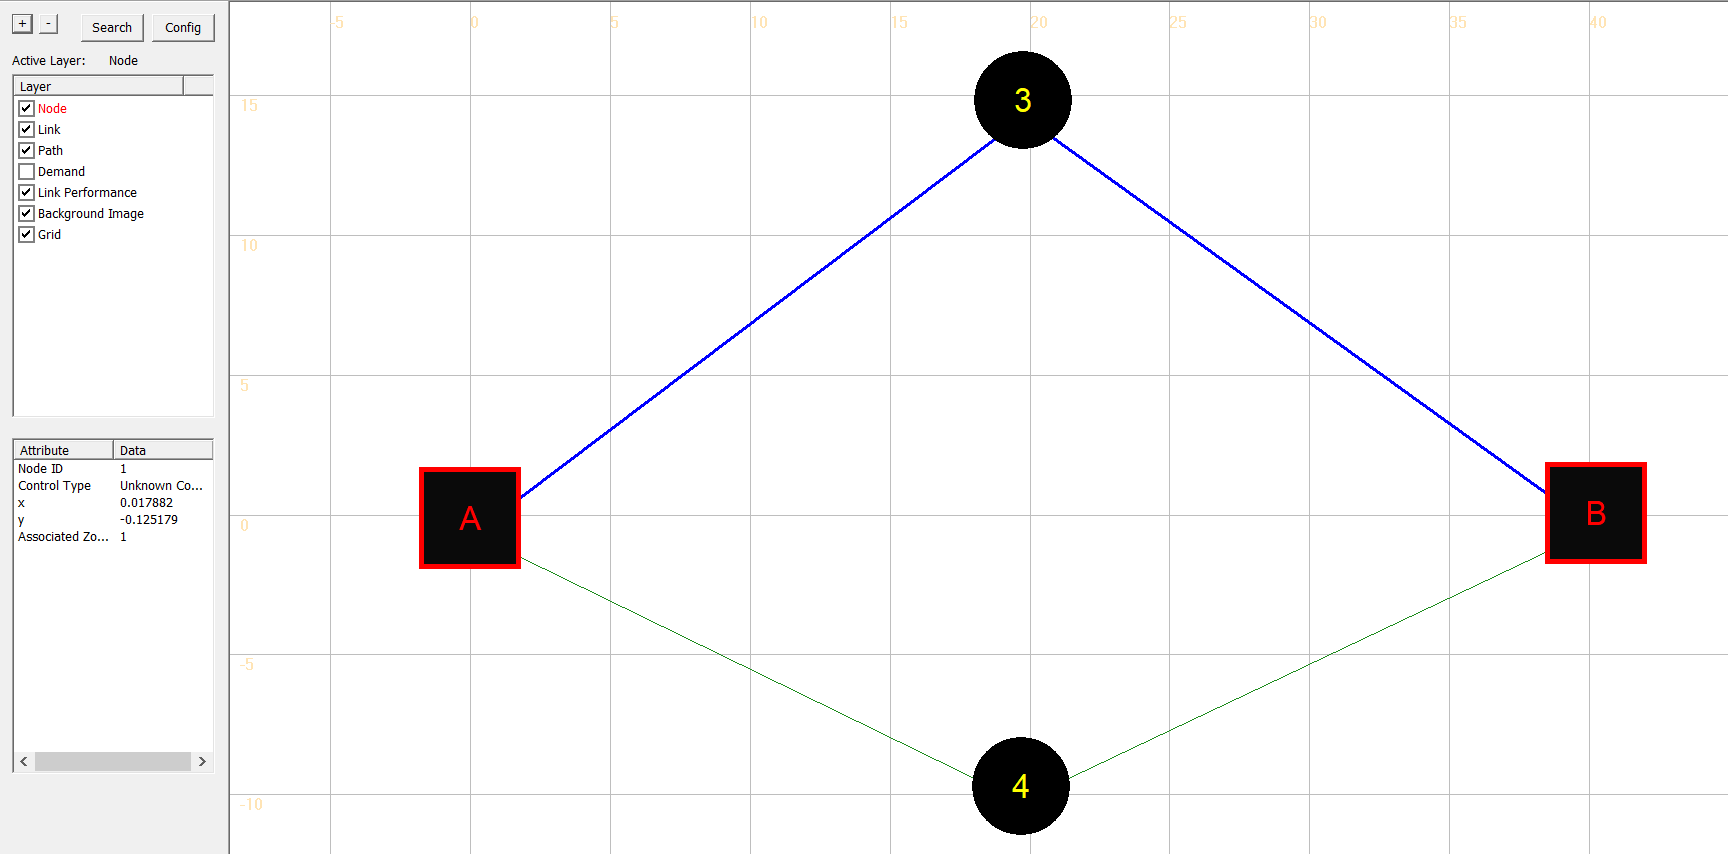 + - Search Config
Active Layer: Node
Layer
Node
Link
Path
Demand
Link Performance
Background Image
Grid
Attribute Data
Node ID 1
Control Type Unknown Co...
x 0.017882
y -0.125179
Associated Zo... 1
-5 0 5 10 15 20 25 30 35 40
15
10
5
0
-5
-10
3
A
B
4